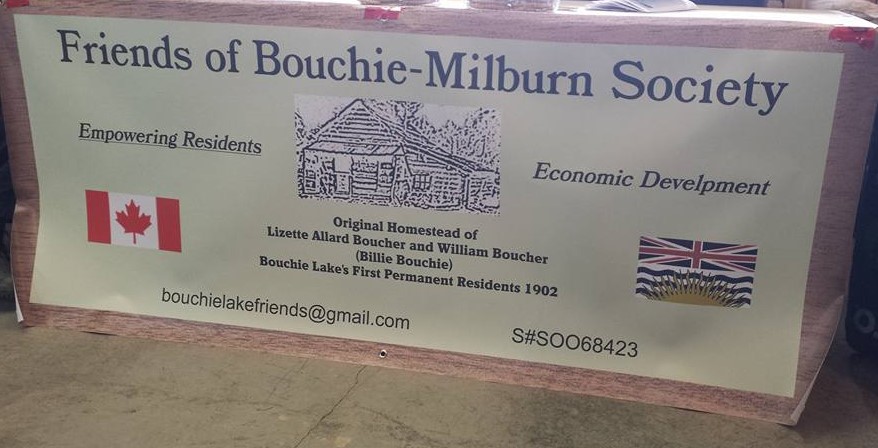 Friends of Bouchie-Milburn Society
Empowering Residents
Economic Develpment
Original Homestead of
Lizette Allard Boucher and William Boucher
(Billie Bouchie)
Bouchie Lake's First Permanent Residents 1902
bouchielakefriends@gmail.com
S#SOO68423